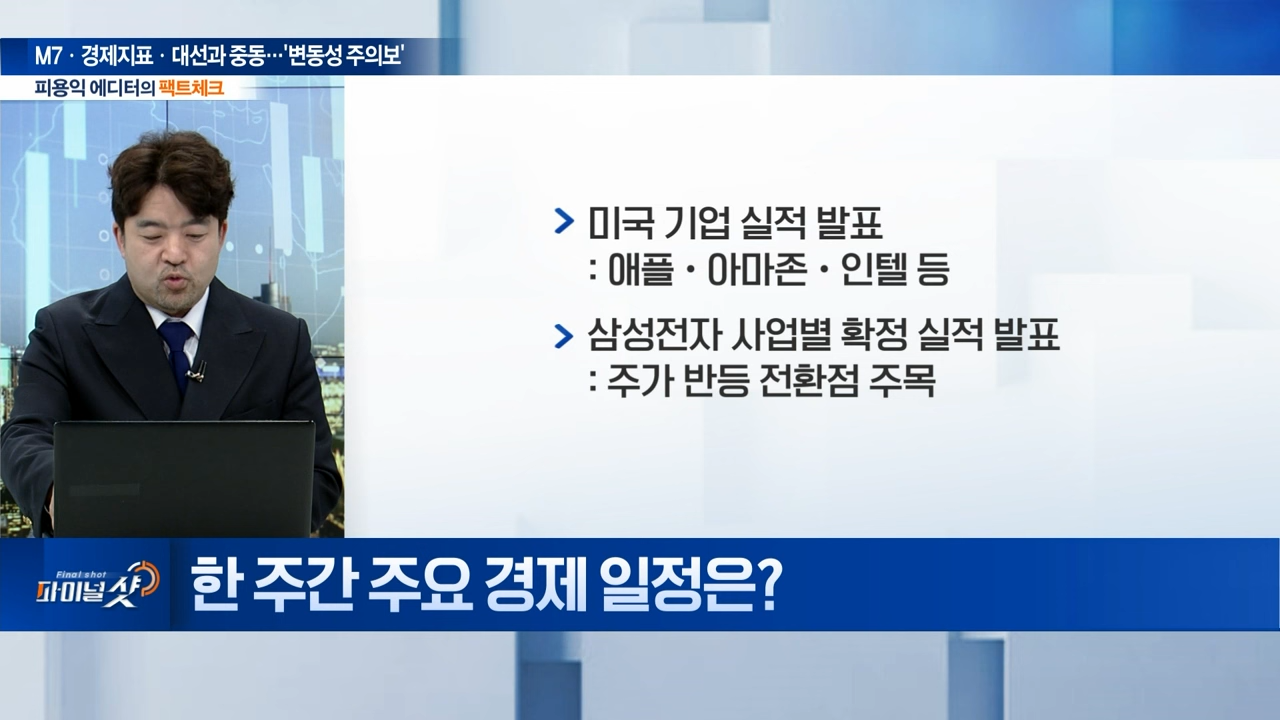 M7 · 경제지표 · 대선과 중동…'변동성 주의보'
피용익 에디터의 팩트체크
> 미국 기업 실적 발표
: 애플 · 아마존 · 인텔 등
> 삼성전자 사업별 확정 실적 발표
: 주가 반등 전환점 주목
Final shot
파이널샷
한 주간 주요 경제 일정은?